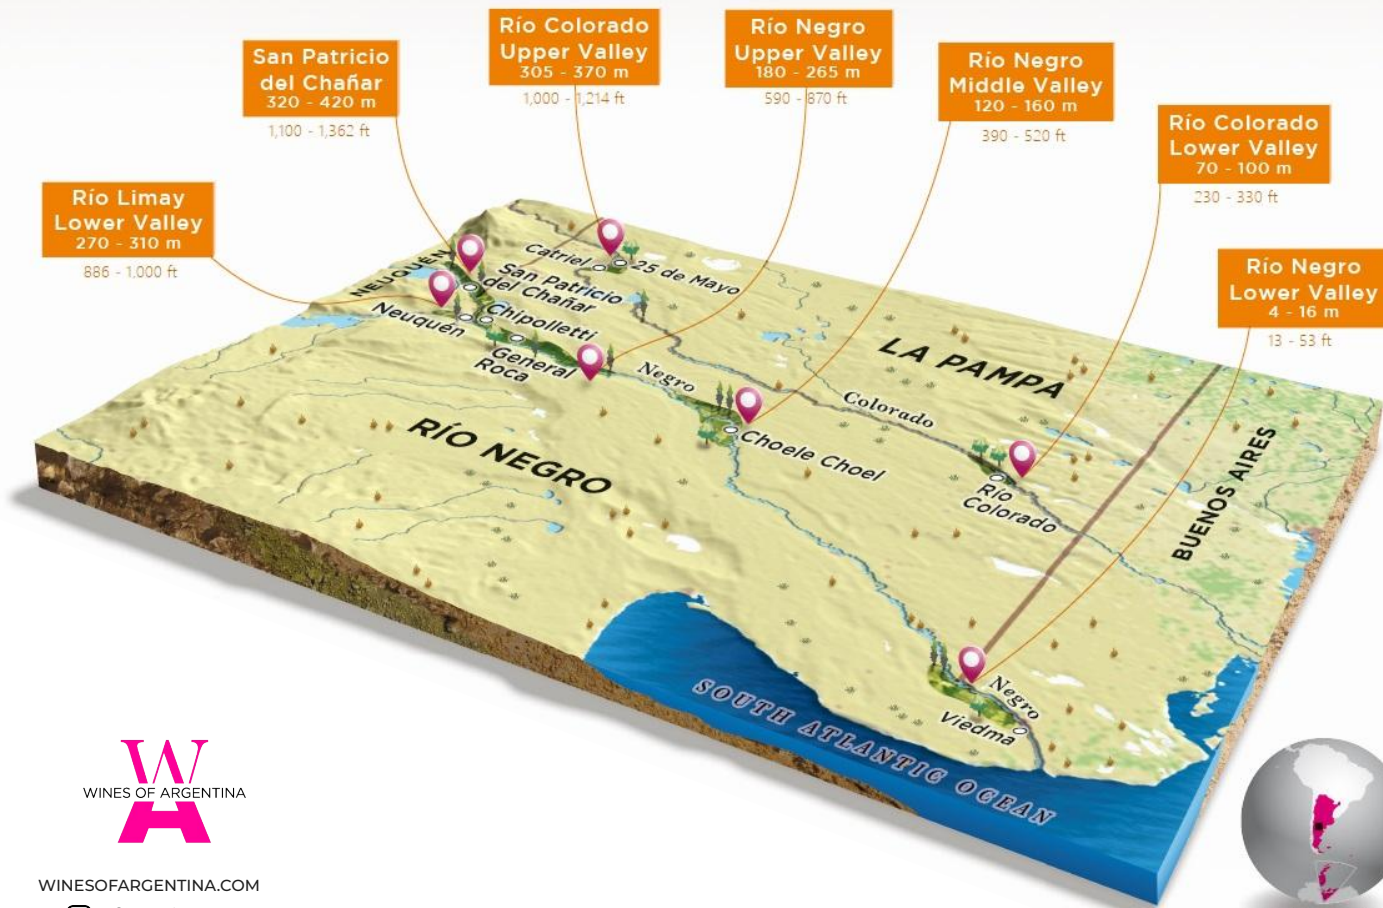 Río Colorado
Upper Valley
305 - 370 m
1,000 - 1,214 ft
Río Negro
Upper Valley
180 - 265 m
590 - 870 ft
San Patricio
del Chañar
320 - 420 m
1,100 - 1,362 ft
Río Negro
Middle Valley
120 - 160 m
390 - 520 ft
Río Colorado
Lower Valley
70 - 100 m
230 - 330 ft
Río Limay
Lower Valley
270 - 310 m
886 - 1,000 ft
Río Negro
Lower Valley
4 - 16 m
13 - 53 ft
NEUQUÉN
Catriel
25 de Mayo
San Patricio
del Chañar
Neuquén
Chipolletti
General
Roca
Negro
LA PAMPA
Colorado
RÍO NEGRO
Choele Choel
Río
Colorado
BUENOS AIRES
Negro
Viedma
SOUTH ATLANTIC OCEAN
WA
WINES OF ARGENTINA
WINESOFARGENTINA.COM